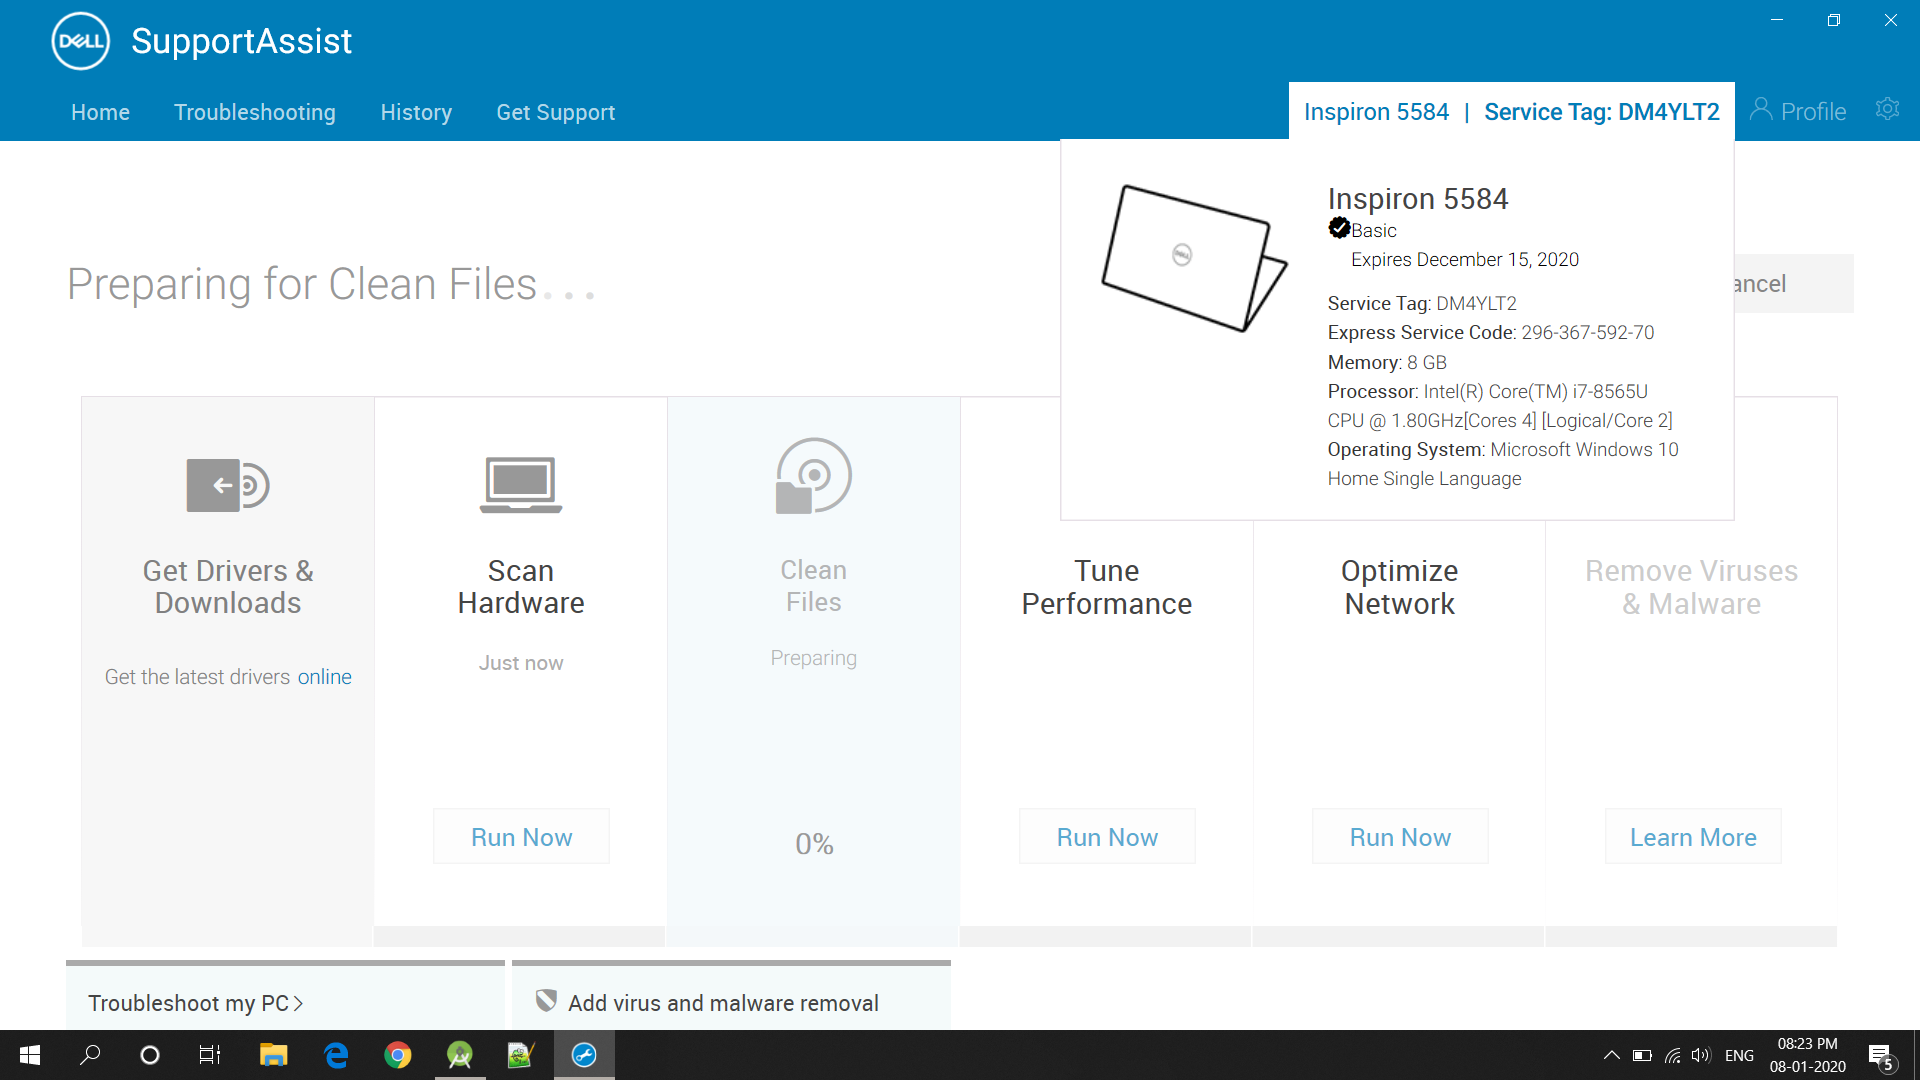 DELL SupportAssist
Home Troubleshooting History Get Support
Inspiron 5584 | Service Tag: DM4YLT2 Profile
Inspiron 5584
Basic
Expires December 15, 2020
Service Tag: DM4YLT2
Express Service Code: 296-367-592-70
Memory: 8 GB
Processor: Intel(R) Core(TM) i7-8565U
CPU @ 1.80GHz[Cores 4] [Logical/Core 2]
Operating System: Microsoft Windows 10
Home Single Language
Preparing for Clean Files...
ancel
Get Drivers &
Downloads
Get the latest drivers online
Scan
Hardware
Just now
Run Now
Clean
Files
Preparing
0%
Tune
Performance
Run Now
Optimize
Network
Run Now
Remove Viruses
& Malware
Learn More
Troubleshoot my PC
Add virus and malware removal
ENG
08:23 PM
08-01-2020
5